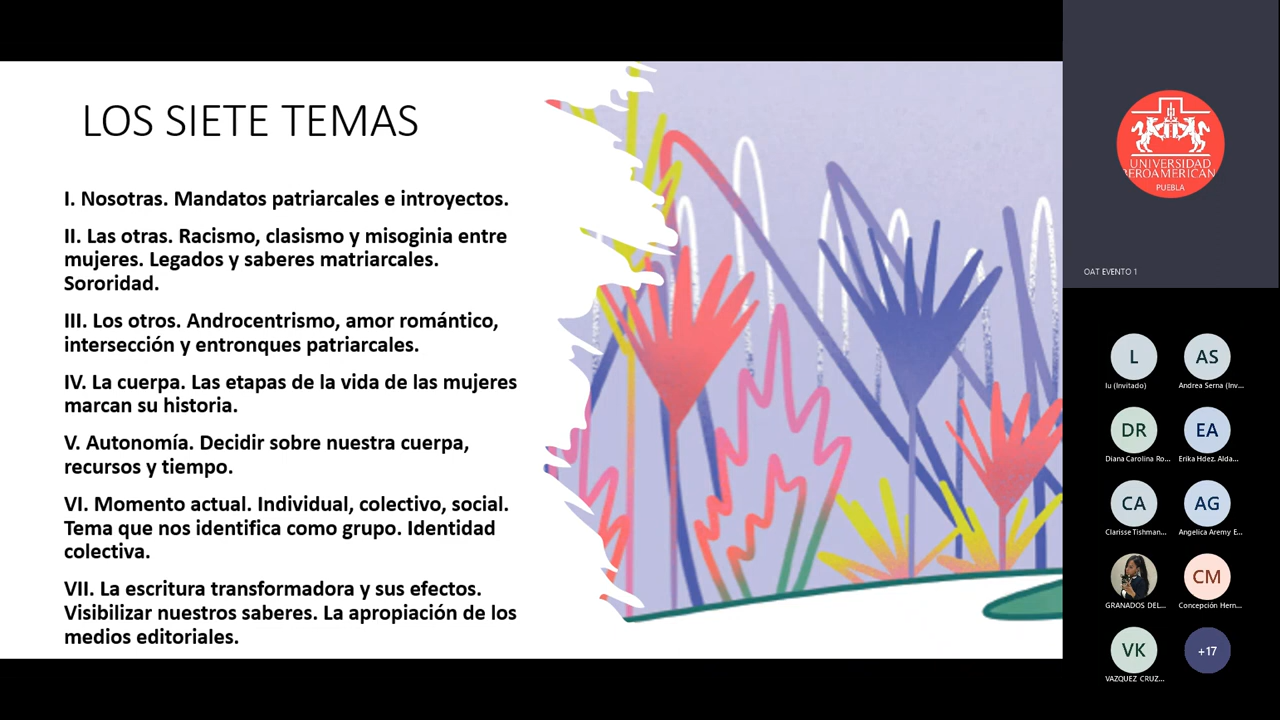 LOS SIETE TEMAS
I. Nosotras. Mandatos patriarcales e introyectos.
II. Las otras. Racismo, clasismo y misoginia entre
mujeres. Legados y saberes matriarcales.
Sororidad.
III. Los otros. Androcentrismo, amor romántico,
intersección y entronques patriarcales.
IV. La cuerpa. Las etapas de la vida de las mujeres
marcan su historia.
V. Autonomía. Decidir sobre nuestra cuerpa,
recursos y tiempo.
VI. Momento actual. Individual, colectivo, social.
Tema que nos identifica como grupo. Identidad
colectiva.
VII. La escritura transformadora y sus efectos.
Visibilizar nuestros saberes. La apropiación de los
medios editoriales.
UNIVERSIDAD
IBEROAMERICANA
PUEBLA
OAT EVENTO 1
L
AS
lu (Invitado)
Andrea Serna (Inv...
DR
EA
Diana Carolina Ro...
Erika Hdez. Alda...
CA
AG
Clarisse Tishman...
Angelica Aremy E...
CM
GRANADOS DEL...
Concepción Hern...
VK
+17
VAZQUEZ CRUZ...